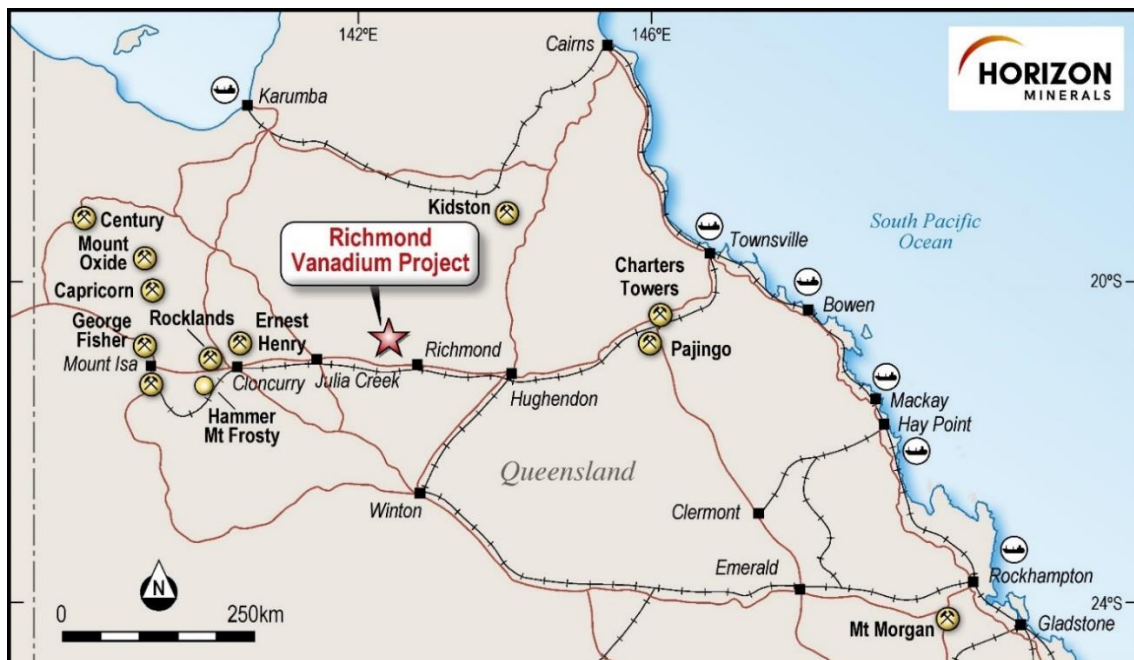 142ºE
146ºE
Cairns
HORIZON
MINERALS
Karumba
Kidston
Century
South Pacific
Ocean
Richmond
Vanadium Project
Townsville
Mount
Oxide
Charters
Towers
20ºS
Capricorn
Bowen
George
Fisher
Rocklands
Ernest
Henry
Richmond
Pajingo
Mount Isa
Cloncurry
Julia Creek
Hughendon
Mackay
Hay Point
Hammer
Mt Frosty
Queensland
Winton
Clermont
Emerald
Rockhampton
N
0
250km
24ºS
Mt Morgan
Gladstone